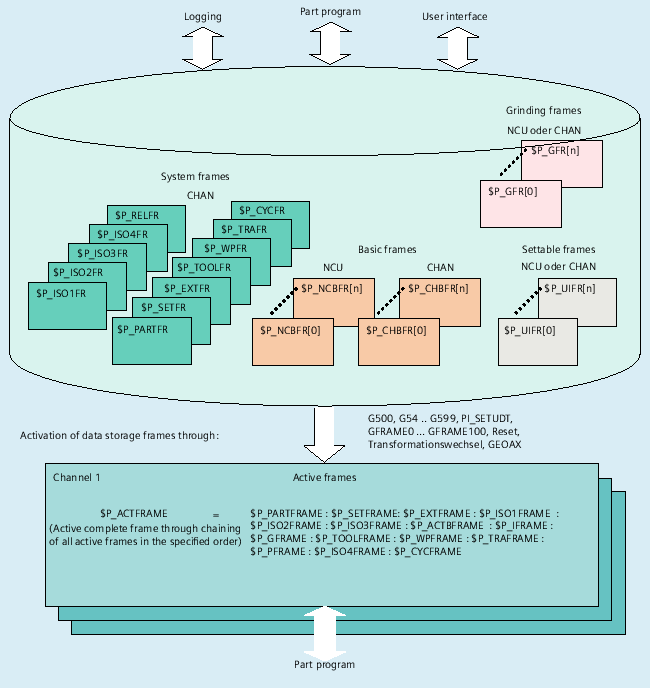 Logging
Part program
User interface
Grinding frames
NCU oder CHAN
$P_GFR[n]
$P_GFR[0]
System frames
CHAN
$P_RELFR
$P_ISO4FR
$P_ISO3FR
$P_ISO2FR
$P_ISO1FR
$P_CYCFR
$P_TRAFR
$P_WPFR
$P_TOOLFR
$P_EXTFR
$P_SETFR
$P_PARTFR
Basic frames
NCU
CHAN
$P_NCBFR[n]
$P_NCBFR[0]
$P_CHBFR[n]
$P_CHBFR[0]
Settable frames
NCU oder CHAN
$P_UIFR[n]
$P_UIFR[0]
Activation of data storage frames through:
G500, G54 .. G599, PI_SETUDT,
GFRAME0 ... GFRAME100, Reset,
Transformationswechsel, GEOAX
Channel 1
Active frames
$P_ACTFRAME =
(Active complete frame through chaining
of all active frames in the specified order)
$P_PARTFRAME : $P_SETFRAME: $P_EXTFRAME : $P_ISO1FRAME :
$P_ISO2FRAME : $P_ISO3FRAME : $P_ACTBFRAME : $P_IFRAME :
$P_GFRAME : $P_TOOLFRAME : $P_WPFRAME : $P_TRAFRAME :
$P_PFRAME : $P_ISO4FRAME : $P_CYCFRAME
Part program